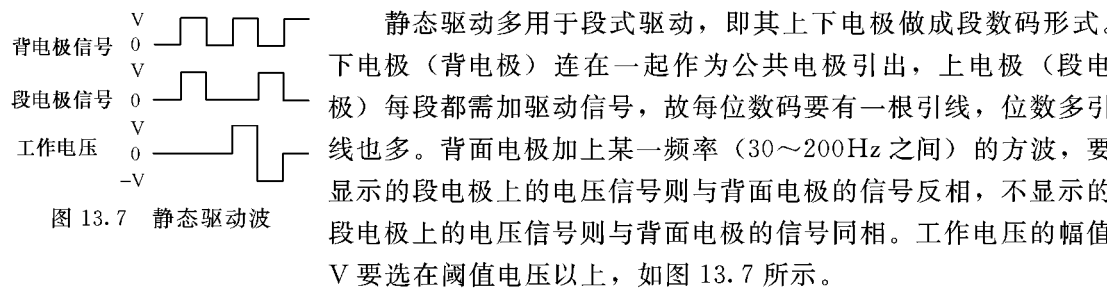 V
背电极信号 0
V
段电极信号 0
V
工作电压 0
-V
图 13.7 静态驱动波
静态驱动多用于段式驱动，即其上下电极做成段数码形式。
下电极（背电极）连在一起作为公共电极引出，上电极（段电
极）每段都需加驱动信号，故每位数码要有一根引线，位数多引
线也多。背面电极加上某一频率（30～200Hz 之间）的方波，要
显示的段电极上的电压信号则与背面电极的信号反相，不显示的
段电极上的电压信号则与背面电极的信号同相。工作电压的幅值
V 要选在阈值电压以上，如图 13.7 所示。